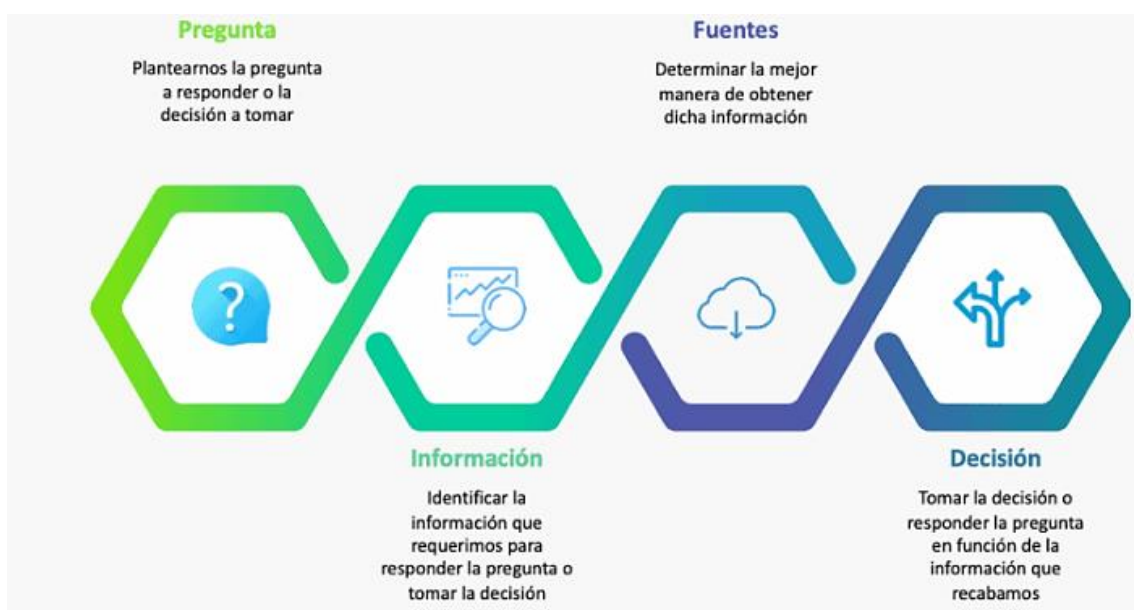 Pregunta
Plantearnos la pregunta
a responder o la
decisión a tomar
Información
Identificar la
información que
requerimos para
responder la pregunta o
tomar la decisión
Fuentes
Determinar la mejor
manera de obtener
dicha información
Decisión
Tomar la decisión o
responder la pregunta
en función de la
información que
recabamos